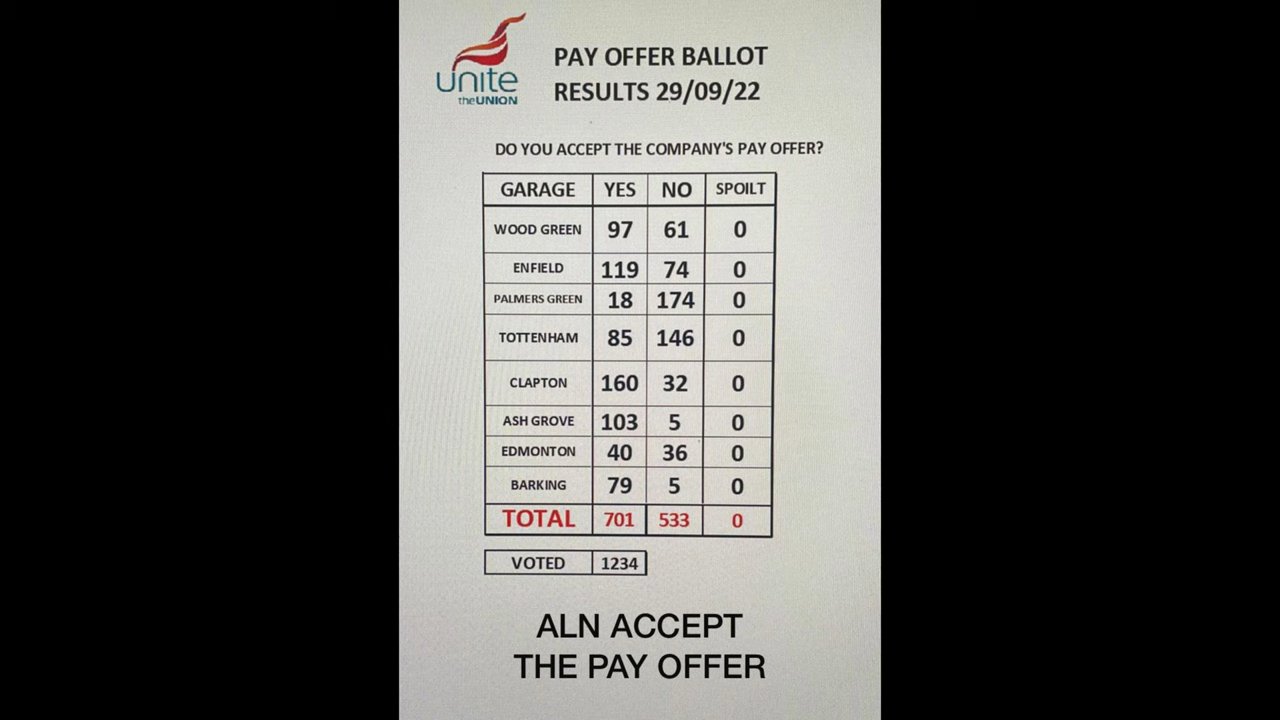 unite
theUNION
PAY OFFER BALLOT
RESULTS 29/09/22
DO YOU ACCEPT THE COMPANY'S PAY OFFER?
GARAGE YES NO SPOILT
WOOD GREEN 97 61 0
ENFIELD 119 74 0
PALMERS GREEN 18 174 0
TOTTENHAM 85 146 0
CLAPTON 160 32 0
ASH GROVE 103 5 0
EDMONTON 40 36 0
BARKING 79 5 0
TOTAL 701 533 0
VOTED 1234
ALN ACCEPT
THE PAY OFFER